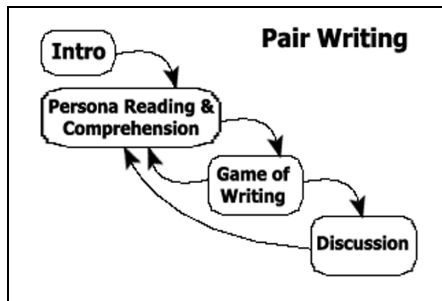 Pair Writing
Intro
Persona Reading &
Comprehension
Game of
Writing
Discussion